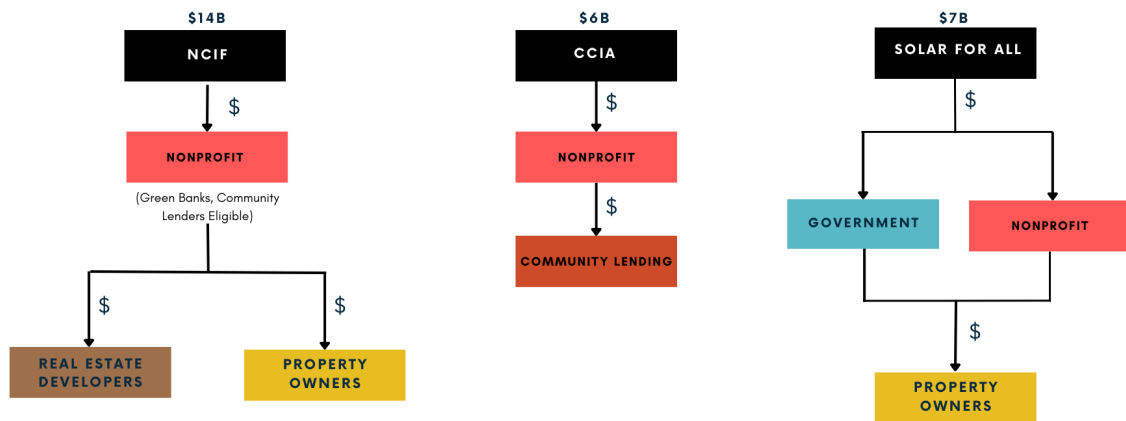 $14B
NCIF
$
NONPROFIT
(Green Banks, Community
Lenders Eligible)
$
$
REAL ESTATE
DEVELOPERS
PROPERTY
OWNERS
$6B
CCIA
$
NONPROFIT
$
COMMUNITY LENDING
$7B
SOLAR FOR ALL
$
GOVERNMENT
NONPROFIT
$
PROPERTY
OWNERS